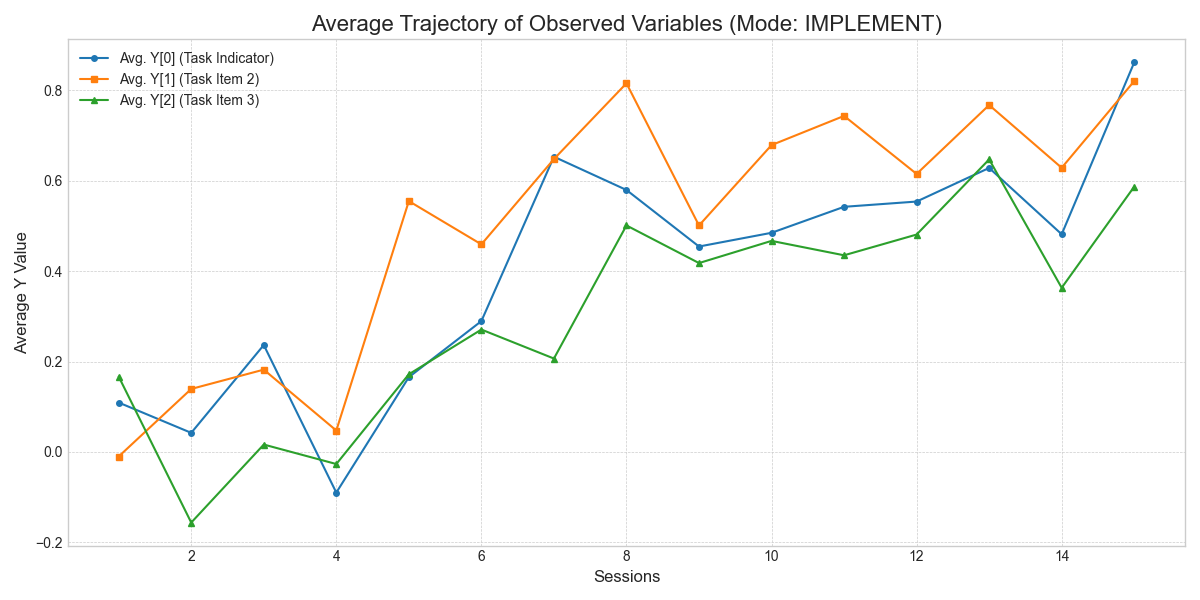 Average Trajectory of Observed Variables (Mode: IMPLEMENT)
Avg. Y[0] (Task Indicator)
Avg. Y[1] (Task Item 2)
Avg. Y[2] (Task Item 3)
Average Y Value
0.8
0.6
0.4
0.2
0.0
−0.2
2 4 6 8 10 12 14
Sessions